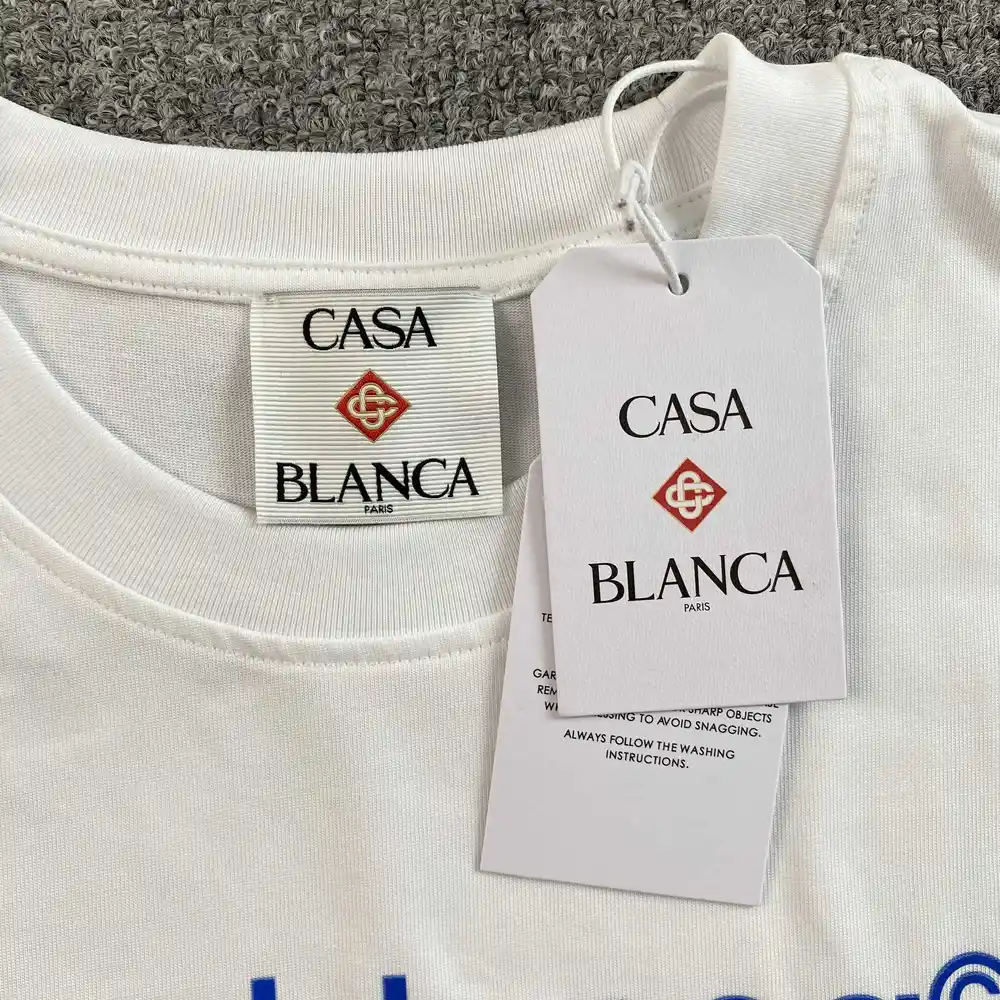 CASA
BLANCA
PARIS
CASA
BLANCA
PARIS
SHARP OBJECTS
TO AVOID SNAGGING.
ALWAYS FOLLOW THE WASHING
INSTRUCTIONS.